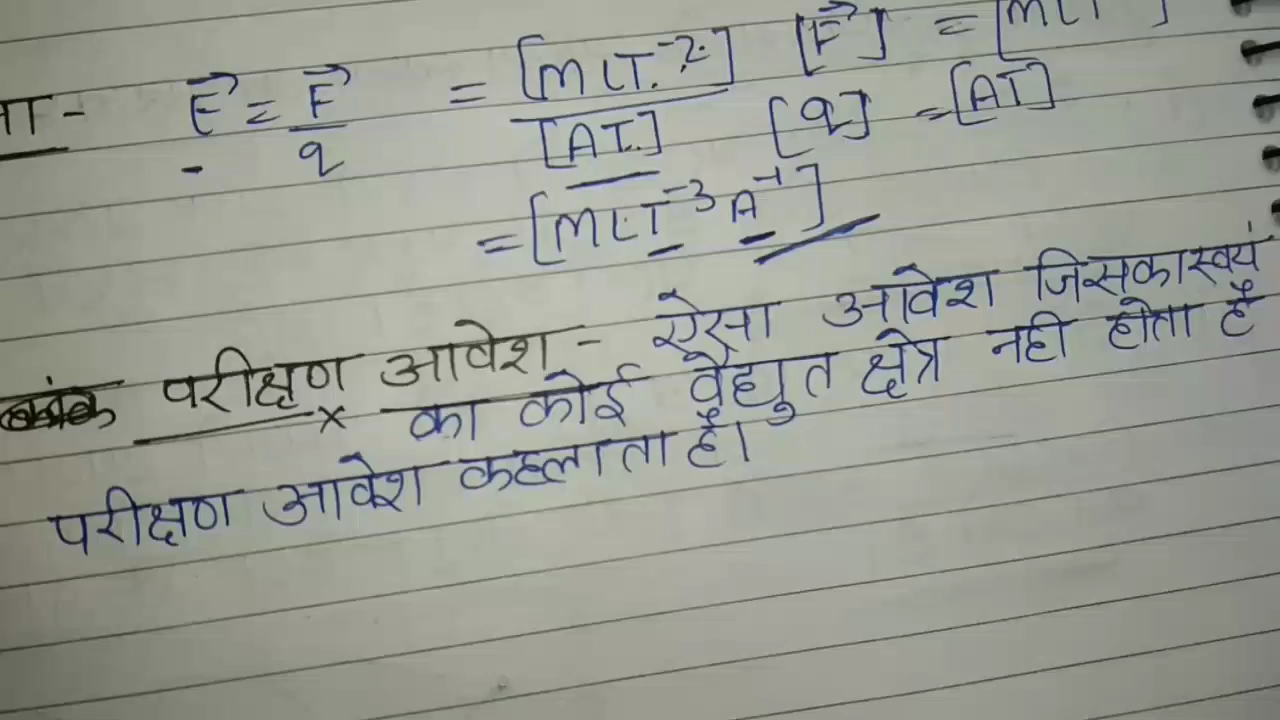 E⃗ = F⃗/q = [MLT⁻²]/[AT] [F⃗] = [MLT
[q] = [AT]
= [MLT⁻³A⁻¹]
परीक्षण आवेश - ऐसा आवेश जिसका स्वयं
का कोई वैद्युत क्षेत्र नही होता है
परीक्षण आवेश कहलाता है।